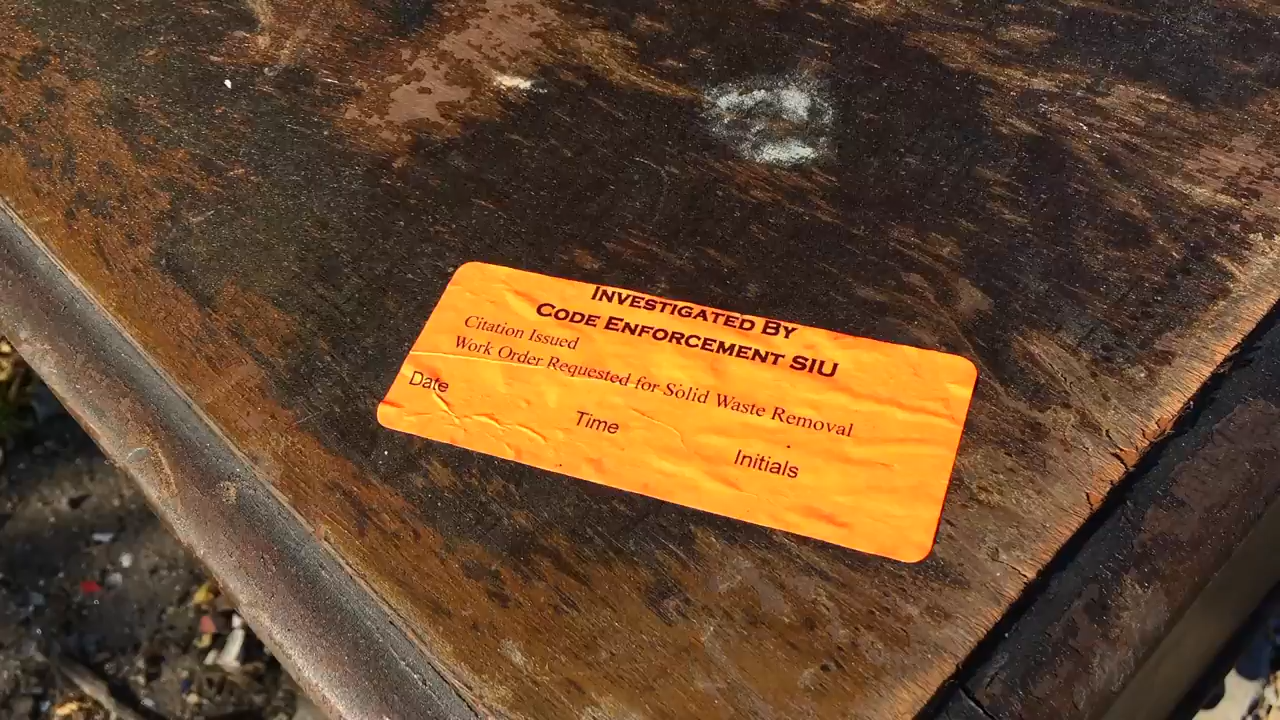 INVESTIGATED BY
CODE ENFORCEMENT SIU
Citation Issued
Work Order Requested for Solid Waste Removal
Date
Time
Initials